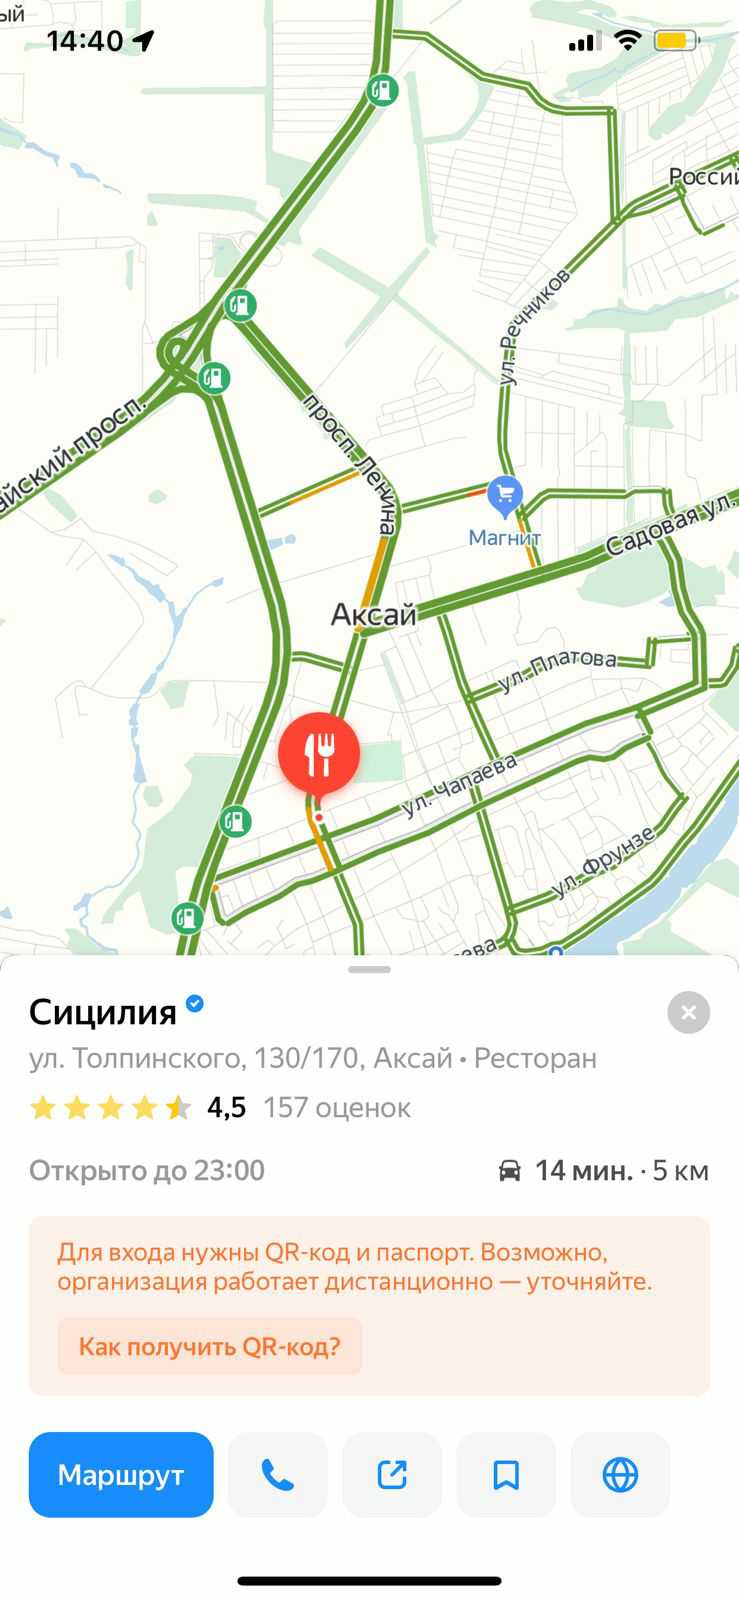 ый
14:40
Россий
ул. Речников
айский просп.
просп. Ленина
Магнит
Садовая ул.
Аксай
ул. Платова
ул. Чапаева
ул. Фрунзе
ева
Сицилия
ул. Толпинского, 130/170, Аксай • Ресторан
4,5 157 оценок
Открыто до 23:00 14 мин. · 5 км
Для входа нужны QR-код и паспорт. Возможно,
организация работает дистанционно — уточняйте.
Как получить QR-код?
Маршрут